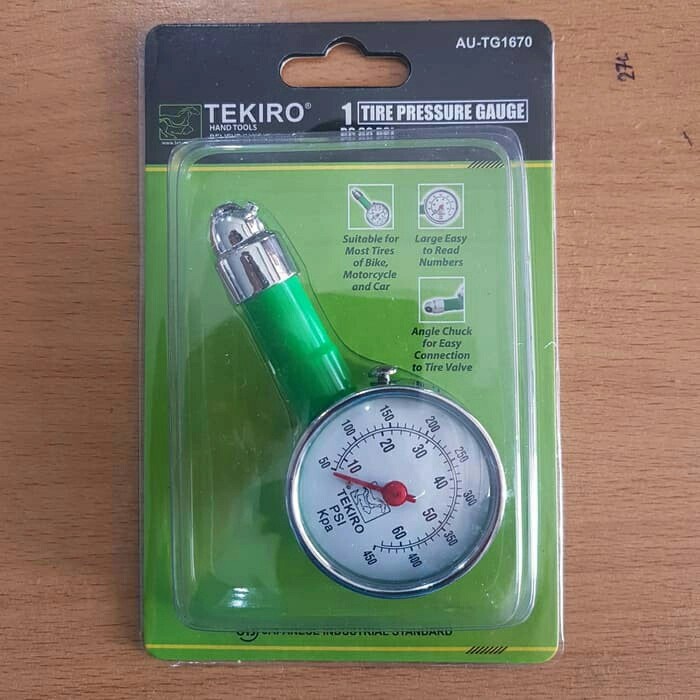 AU-TG1670
TEKIRO®
HAND TOOLS
1 TIRE PRESSURE GAUGE
Suitable for
Most Tires
of Bike,
Motorcycle
and Car
Large Easy
to Read
Numbers
Angle Chuck
for Easy
Connection
to Tire Valve
50 100 150 200 250 300 350 400 450
10 20 30 40 50 60
TEKIRO
PSI
Kpa
JAPANESE INDUSTRIAL STANDARD
27L